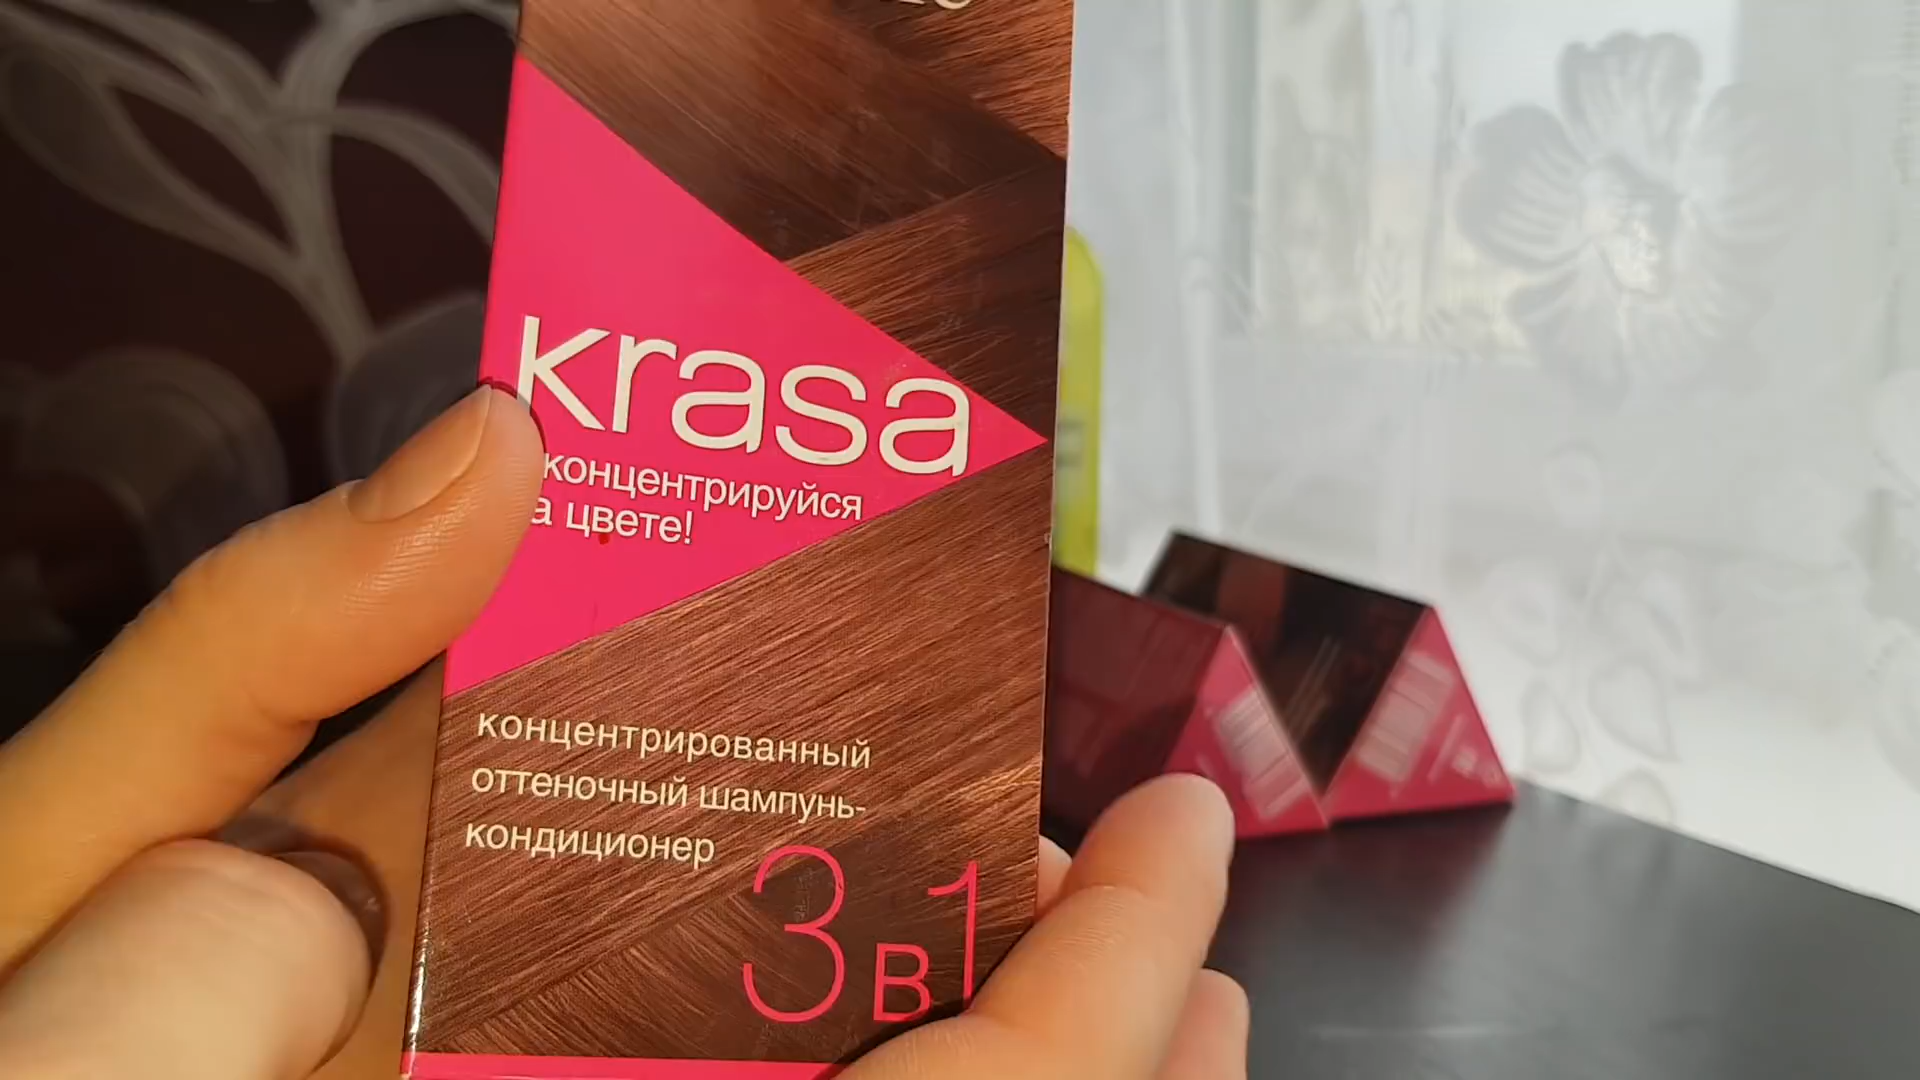 krasa
концентрируйся
а цвете!
концентрированный
оттеночный шампунь-
кондиционер
3 в 1